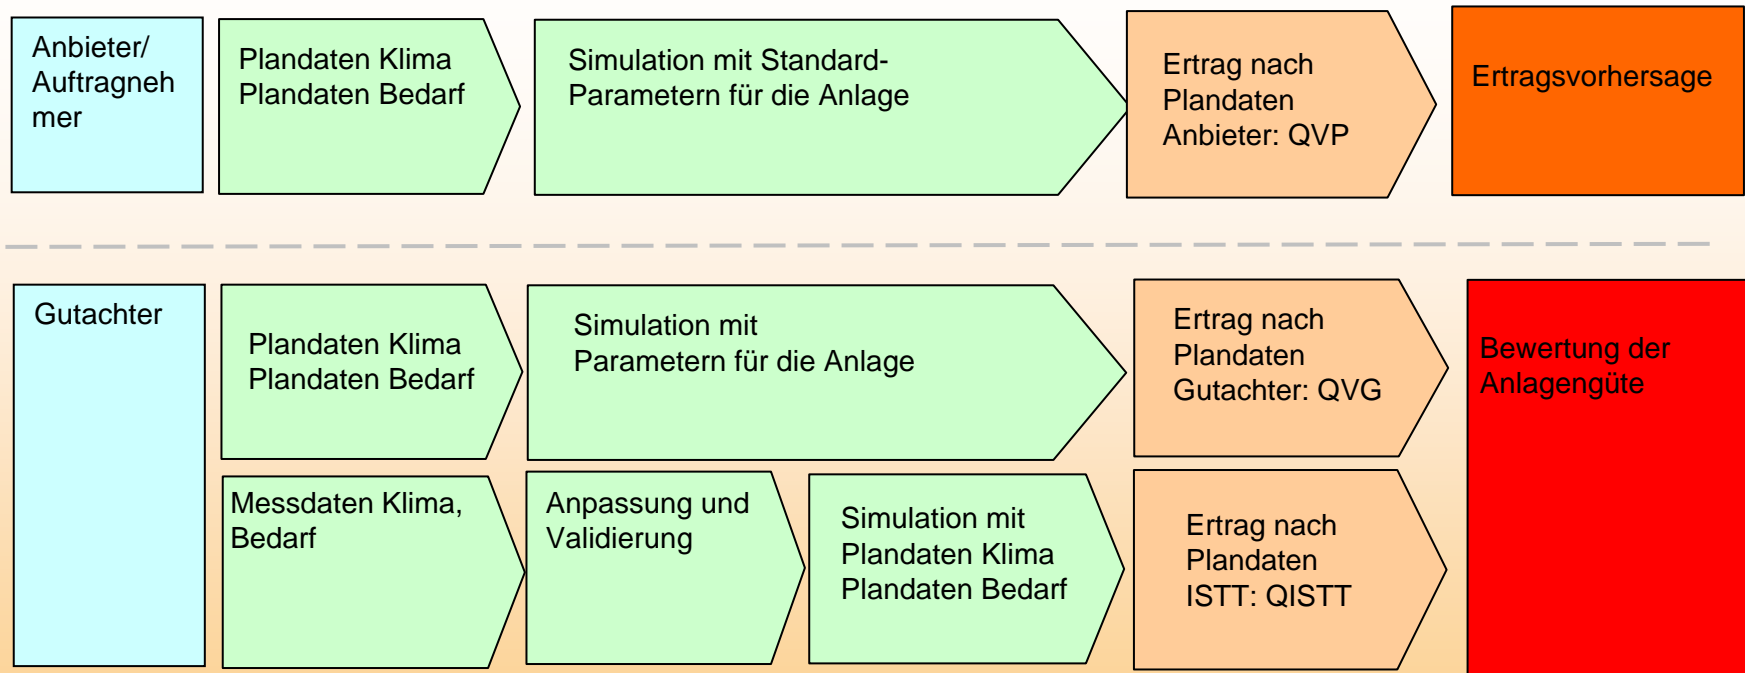 Anbieter/
Auftragneh
mer
Plandaten Klima
Plandaten Bedarf
Simulation mit Standard-
Parametern für die Anlage
Ertrag nach
Plandaten
Anbieter: QVP
Ertragsvorhersage
Gutachter
Plandaten Klima
Plandaten Bedarf
Simulation mit
Parametern für die Anlage
Ertrag nach
Plandaten
Gutachter: QVG
Bewertung der
Anlagengüte
Messdaten Klima,
Bedarf
Anpassung und
Validierung
Simulation mit
Plandaten Klima
Plandaten Bedarf
Ertrag nach
Plandaten
ISTT: QISTT